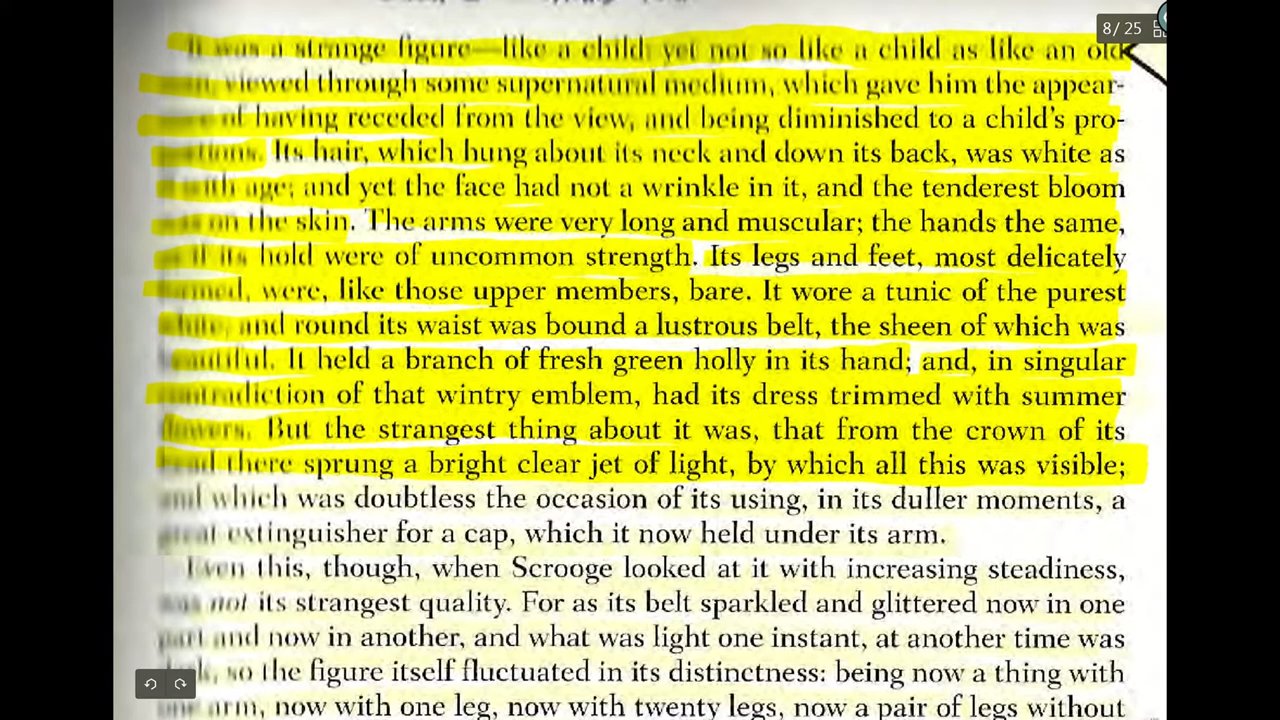 8/ 25
It was a strange figure—like a child: yet not so like a child as like an old
viewed through some supernatural medium, which gave him the appear-
of having receded from the view, and being diminished to a child's pro-
Its hair, which hung about its neck and down its back, was white as
with age; and yet the face had not a wrinkle in it, and the tenderest bloom
was on the skin. The arms were very long and muscular; the hands the same,
as if its hold were of uncommon strength. Its legs and feet, most delicately
formed, were, like those upper members, bare. It wore a tunic of the purest
white; and round its waist was bound a lustrous belt, the sheen of which was
beautiful. It held a branch of fresh green holly in its hand; and, in singular
contradiction of that wintry emblem, had its dress trimmed with summer
flowers. But the strangest thing about it was, that from the crown of its
head there sprung a bright clear jet of light, by which all this was visible;
and which was doubtless the occasion of its using, in its duller moments, a
great extinguisher for a cap, which it now held under its arm.
Even this, though, when Scrooge looked at it with increasing steadiness,
was not its strangest quality. For as its belt sparkled and glittered now in one
part and now in another, and what was light one instant, at another time was
dark, so the figure itself fluctuated in its distinctness: being now a thing with
one arm, now with one leg, now with twenty legs, now a pair of legs without